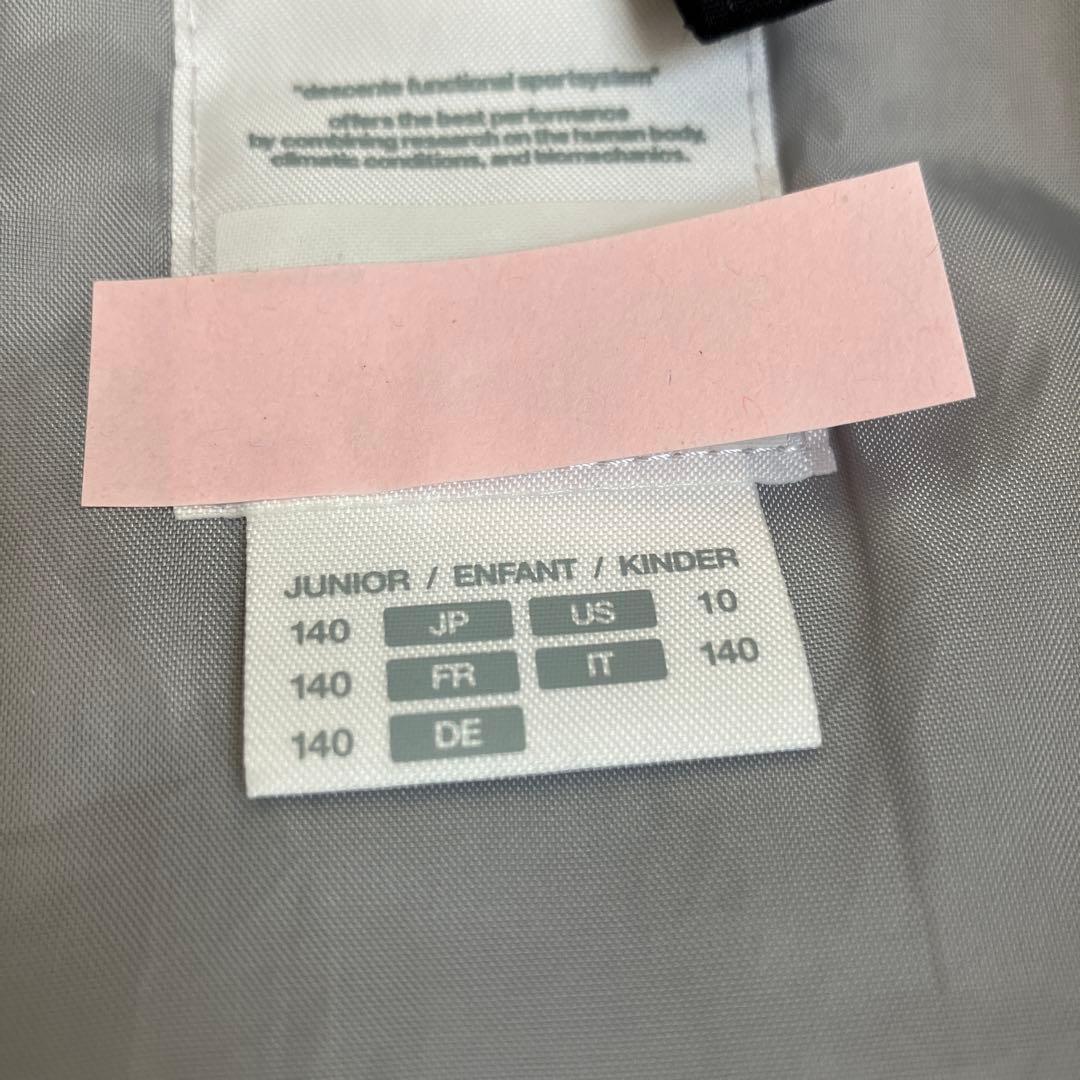 "descente functional sportsystem"
offers the best performance
by combining research on the human body,
climatic conditions, and biomechanics.
JUNIOR / ENFANT / KINDER
140 JP US 10
140 FR IT 140
140 DE